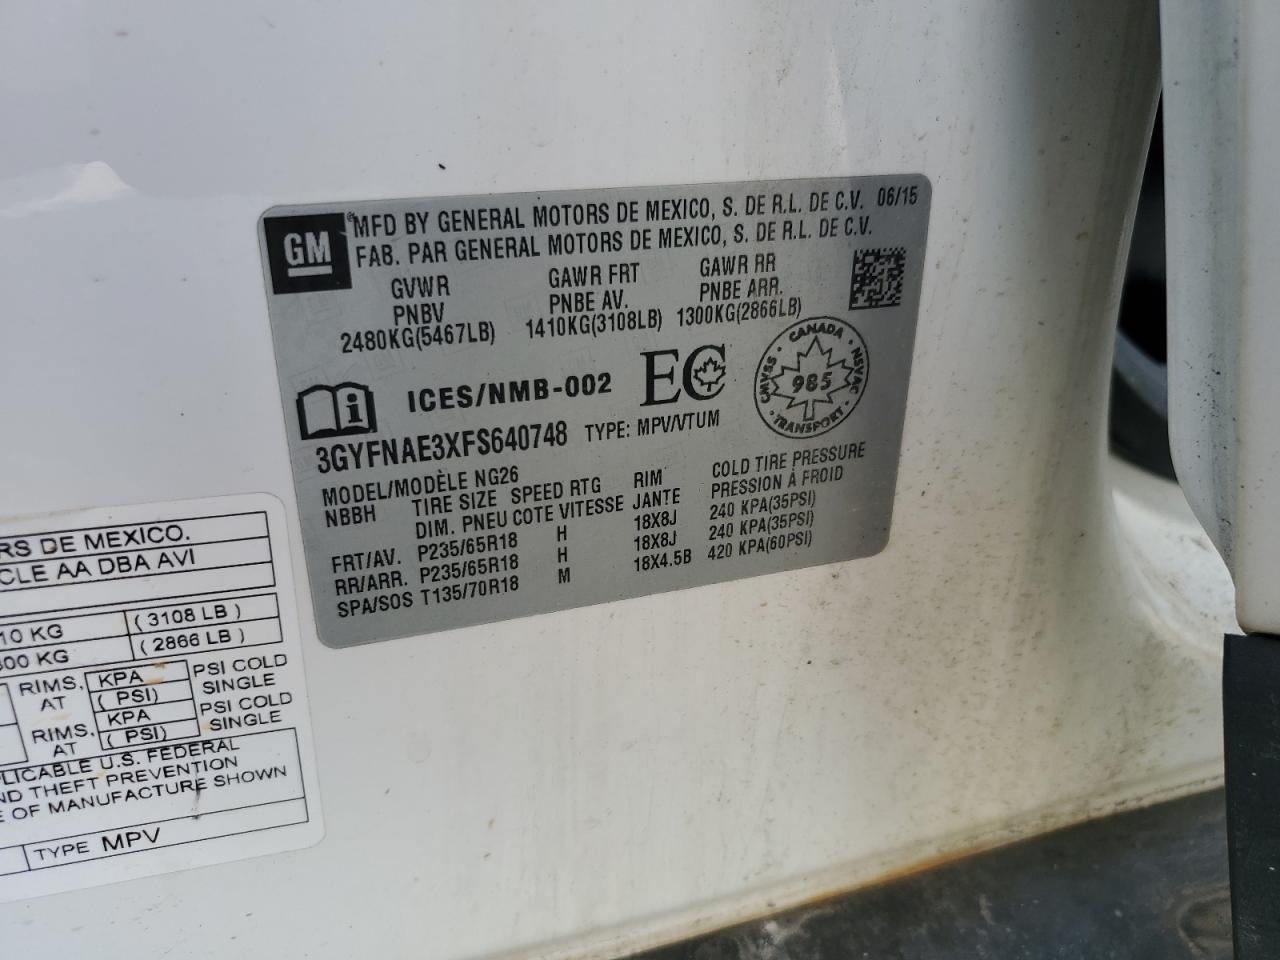 GM
® MFD BY GENERAL MOTORS DE MEXICO, S. DE R.L. DE C.V. 06/15
FAB. PAR GENERAL MOTORS DE MEXICO, S. DE R.L. DE C.V.
GVWR GAWR FRT GAWR RR
PNBV PNBE AV. PNBE ARR.
2480KG(5467LB) 1410KG(3108LB) 1300KG(2866LB)
i ICES/NMB-002 EC
CANADA
CMVSS 985 NSVAC
TRANSPORT
3GYFNAE3XFS640748 TYPE: MPV/VTUM
MODEL/MODÈLE NG26
NBBH TIRE SIZE SPEED RTG RIM COLD TIRE PRESSURE
DIM. PNEU COTE VITESSE JANTE PRESSION À FROID
FRT/AV. P235/65R18 H 18X8J 240 KPA(35PSI)
RR/ARR. P235/65R18 H 18X8J 240 KPA(35PSI)
SPA/SOS T135/70R18 M 18X4.5B 420 KPA(60PSI)
RS DE MEXICO.
CLE AA DBA AVI
10 KG (3108 LB)
00 KG (2866 LB)
RIMS, AT KPA (PSI) PSI COLD SINGLE
RIMS, AT KPA (PSI) PSI COLD SINGLE
PLICABLE U.S. FEDERAL
ND THEFT PREVENTION
E OF MANUFACTURE SHOWN
TYPE MPV